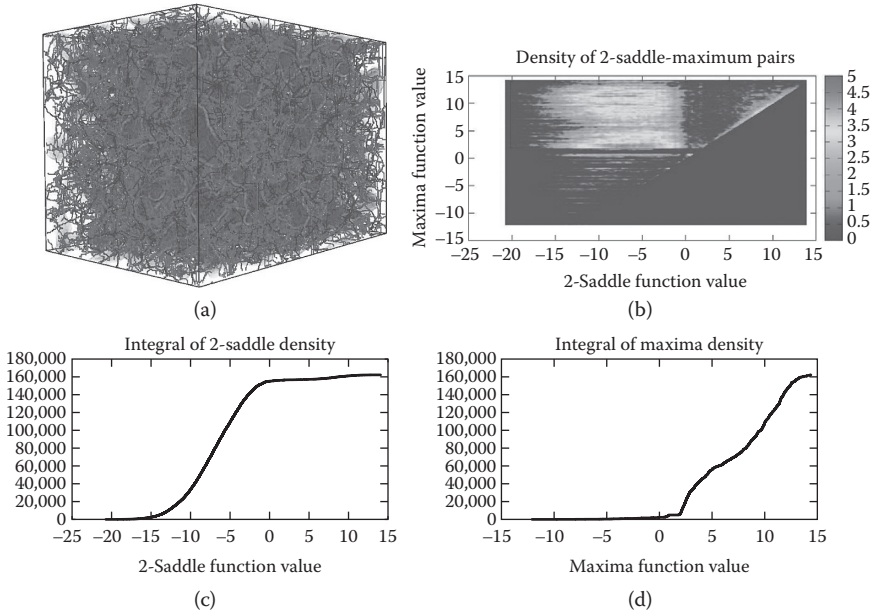 (a)
Density of 2-saddle-maximum pairs
Maxima function value
15
10
5
0
−5
−10
−15
−25 −20 −15 −10 −5 0 5 10 15
2-Saddle function value
5
4.5
4
3.5
3
2.5
2
1.5
1
0.5
0
(b)
Integral of 2-saddle density
180,000
160,000
140,000
120,000
100,000
80,000
60,000
40,000
20,000
0
−25 −20 −15 −10 −5 0 5 10 15
2-Saddle function value
(c)
Integral of maxima density
180,000
160,000
140,000
120,000
100,000
80,000
60,000
40,000
20,000
0
−15 −10 −5 0 5 10 15
Maxima function value
(d)